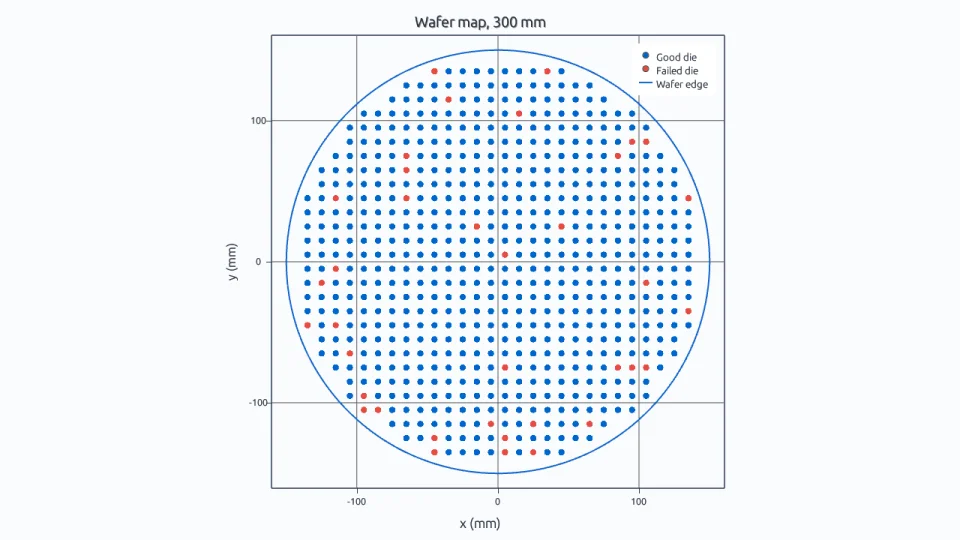 Wafer map, 300 mm
Good die
Failed die
Wafer edge
100
0
-100
y (mm)
-100
0
100
x (mm)